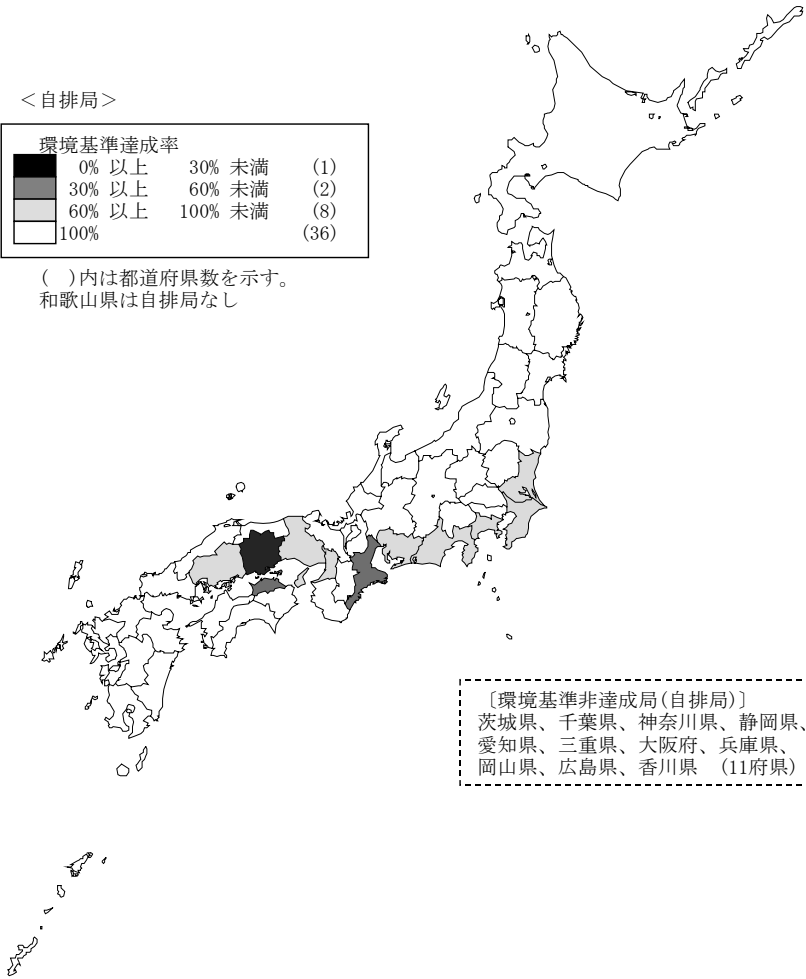 ＜自排局＞
環境基準達成率
0% 以上 30% 未満 (1)
30% 以上 60% 未満 (2)
60% 以上 100% 未満 (8)
100% (36)
( )内は都道府県数を示す。
和歌山県は自排局なし
〔環境基準非達成局(自排局)〕
茨城県、千葉県、神奈川県、静岡県、
愛知県、三重県、大阪府、兵庫県、
岡山県、広島県、香川県 (11府県)